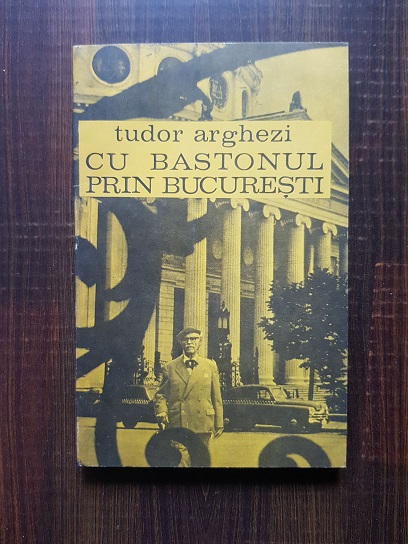 tudor arghezi
CU BASTONUL
PRIN BUCUREȘTI